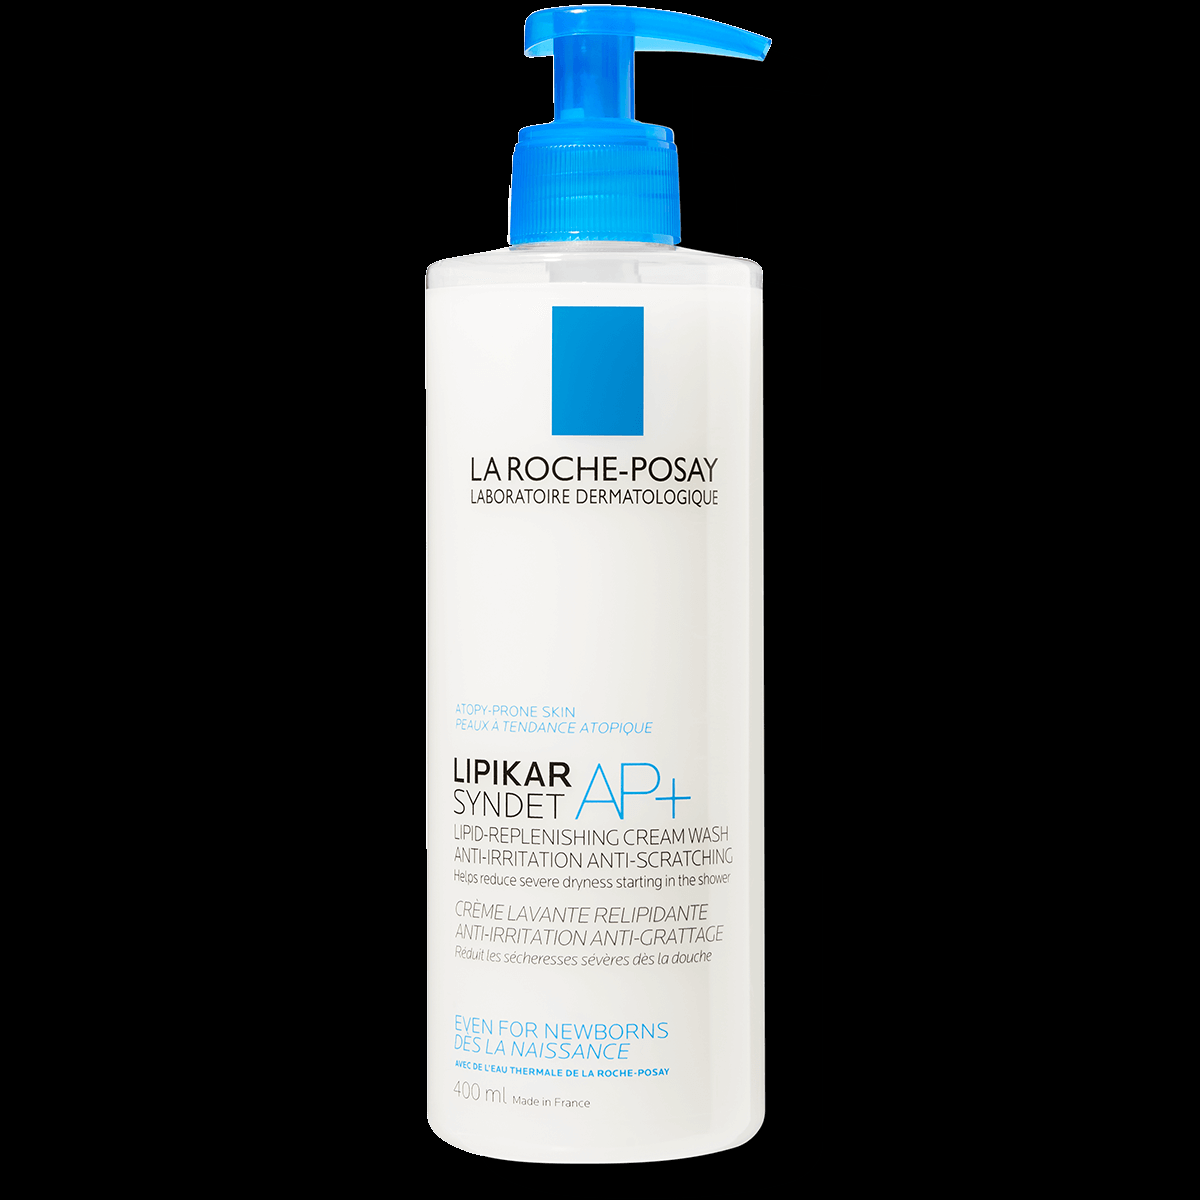 LA ROCHE-POSAY
LABORATOIRE DERMATOLOGIQUE
ATOPY-PRONE SKIN
PEAUX À TENDANCE ATOPIQUE
LIPIKAR
SYNDET AP+
LIPID-REPLENISHING CREAM WASH
ANTI-IRRITATION ANTI-SCRATCHING
Helps reduce severe dryness starting in the shower
CRÈME LAVANTE RELIPIDANTE
ANTI-IRRITATION ANTI-GRATTAGE
Réduit les sécheresses sévères dès la douche
EVEN FOR NEWBORNS
DÈS LA NAISSANCE
AVEC DE L'EAU THERMALE DE LA ROCHE-POSAY
400 ml Made in France